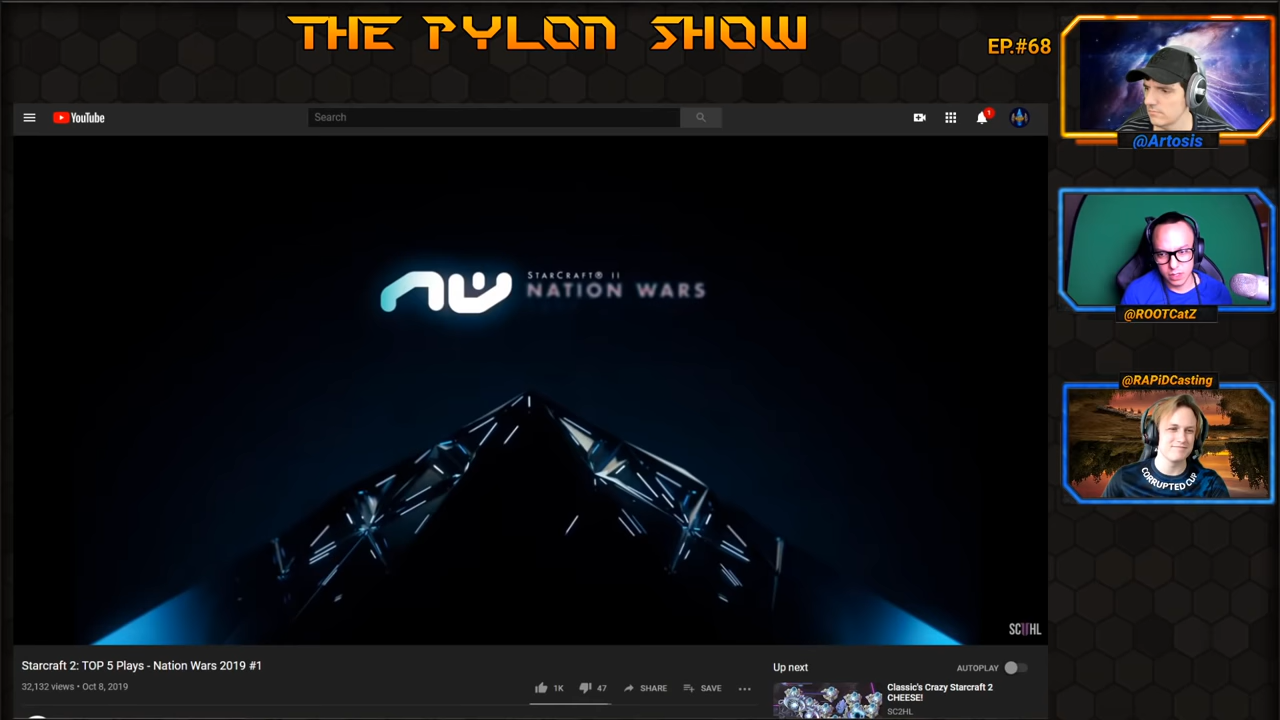 THE PYLON SHOW
EP.#68
@Artosis
YouTube
Search
1
STARCRAFT® II
NATION WARS
@ROOTCatZ
@RAPiDCasting
CORRUPTED CUP
SC2HL
Starcraft 2: TOP 5 Plays - Nation Wars 2019 #1
32,132 views • Oct 8, 2019
1K
47
SHARE
SAVE
Up next
AUTOPLAY
Classic's Crazy Starcraft 2
CHEESE!
SC2HL